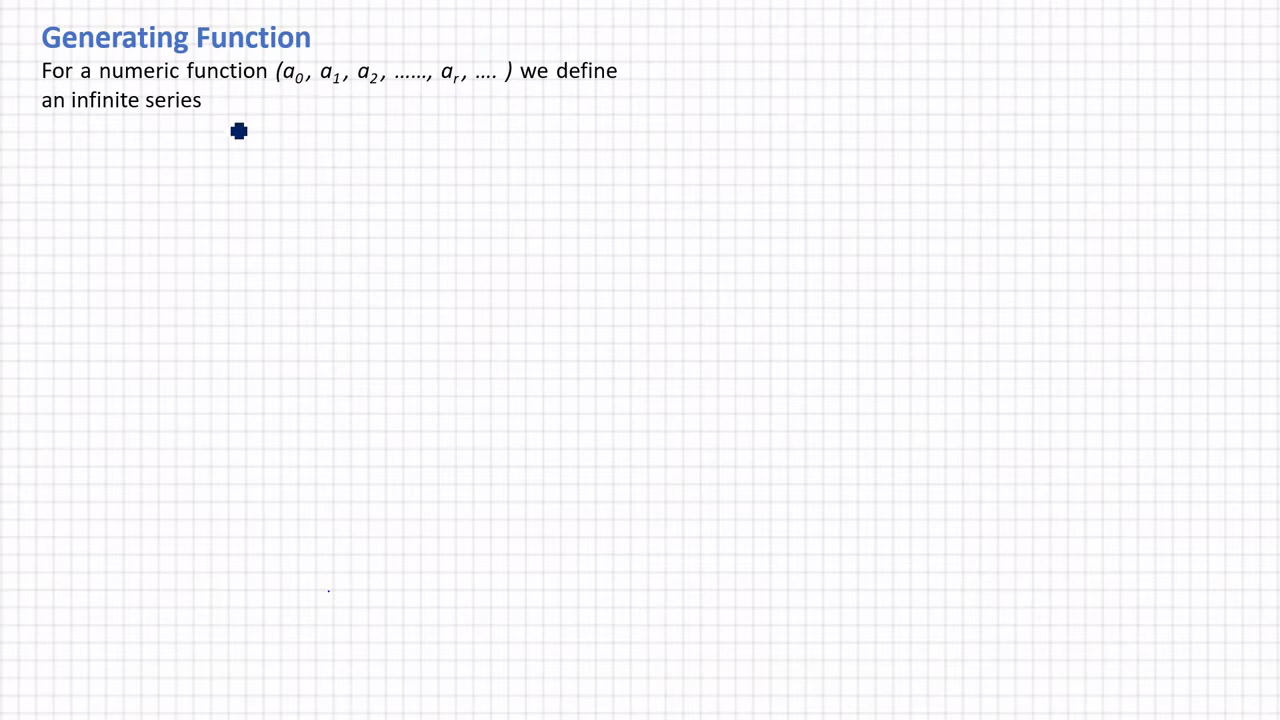 Generating Function
For a numeric function (a₀, a₁, a₂, ……, aᵣ, …. ) we define
an infinite series